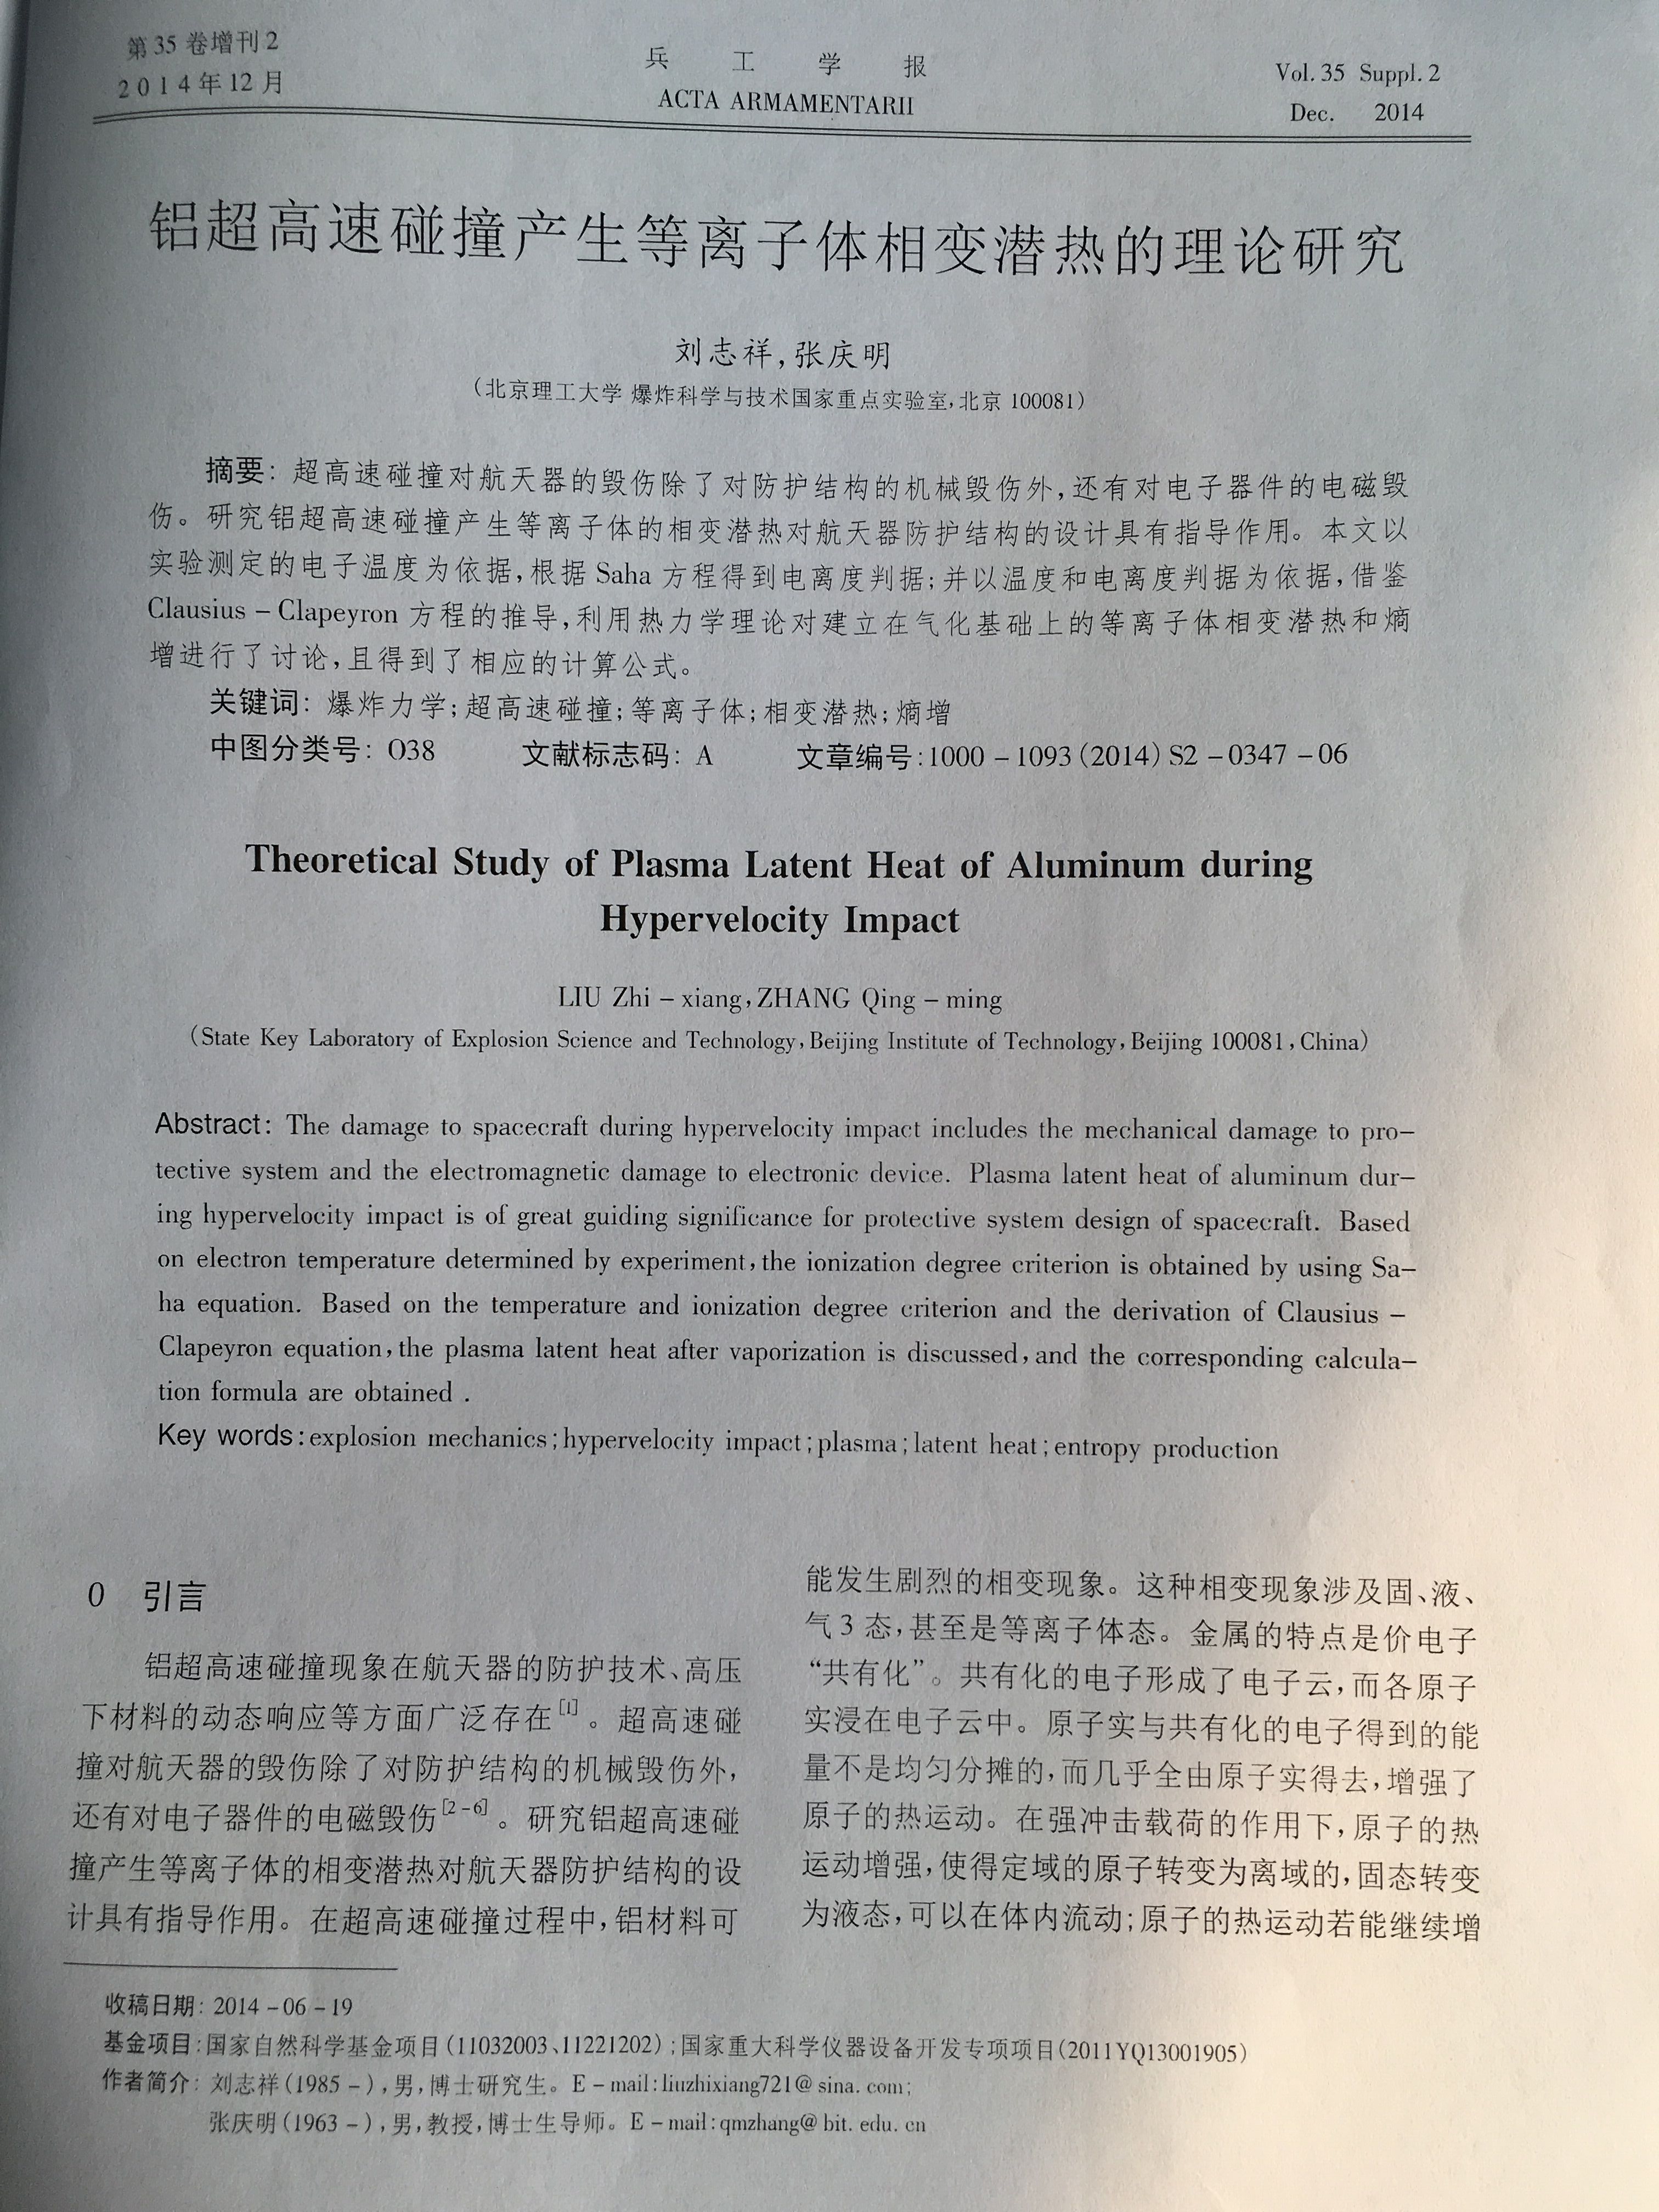 第35卷增刊2
2014年12月
兵 工 学 报
ACTA ARMAMENTARII
Vol. 35 Suppl. 2
Dec. 2014
铝超高速碰撞产生等离子体相变潜热的理论研究
刘志祥,张庆明
(北京理工大学 爆炸科学与技术国家重点实验室,北京 100081)
摘要: 超高速碰撞对航天器的毁伤除了对防护结构的机械毁伤外,还有对电子器件的电磁毁
伤。研究铝超高速碰撞产生等离子体的相变潜热对航天器防护结构的设计具有指导作用。本文以
实验测定的电子温度为依据,根据 Saha 方程得到电离度判据;并以温度和电离度判据为依据,借鉴
Clausius – Clapeyron 方程的推导,利用热力学理论对建立在气化基础上的等离子体相变潜热和熵
增进行了讨论,且得到了相应的计算公式。
关键词: 爆炸力学;超高速碰撞;等离子体;相变潜热;熵增
中图分类号: O38 文献标志码: A 文章编号:1000 – 1093(2014)S2 – 0347 – 06
Theoretical Study of Plasma Latent Heat of Aluminum during
Hypervelocity Impact
LIU Zhi – xiang,ZHANG Qing – ming
(State Key Laboratory of Explosion Science and Technology,Beijing Institute of Technology,Beijing 100081,China)
Abstract: The damage to spacecraft during hypervelocity impact includes the mechanical damage to pro–
tective system and the electromagnetic damage to electronic device. Plasma latent heat of aluminum dur–
ing hypervelocity impact is of great guiding significance for protective system design of spacecraft. Based
on electron temperature determined by experiment,the ionization degree criterion is obtained by using Sa–
ha equation. Based on the temperature and ionization degree criterion and the derivation of Clausius –
Clapeyron equation,the plasma latent heat after vaporization is discussed,and the corresponding calcula–
tion formula are obtained .
Key words:explosion mechanics;hypervelocity impact;plasma;latent heat;entropy production
0 引言
铝超高速碰撞现象在航天器的防护技术、高压
下材料的动态响应等方面广泛存在[1]。超高速碰
撞对航天器的毁伤除了对防护结构的机械毁伤外,
还有对电子器件的电磁毁伤[2–6]。研究铝超高速碰
撞产生等离子体的相变潜热对航天器防护结构的设
计具有指导作用。在超高速碰撞过程中,铝材料可
能发生剧烈的相变现象。这种相变现象涉及固、液、
气3态,甚至是等离子体态。金属的特点是价电子
“共有化”。共有化的电子形成了电子云,而各原子
实浸在电子云中。原子实与共有化的电子得到的能
量不是均匀分摊的,而几乎全由原子实得去,增强了
原子的热运动。在强冲击载荷的作用下,原子的热
运动增强,使得定域的原子转变为离域的,固态转变
为液态,可以在体内流动;原子的热运动若能继续增
收稿日期: 2014 – 06 – 19
基金项目:国家自然科学基金项目(11032003、11221202);国家重大科学仪器设备开发专项项目(2011YQ13001905)
作者简介: 刘志祥(1985 – ),男,博士研究生。E – mail:liuzhixiang721@ sina. com;
张庆明(1963 – ),男,教授,博士生导师。E – mail:qmzhang@ bit. edu. cn